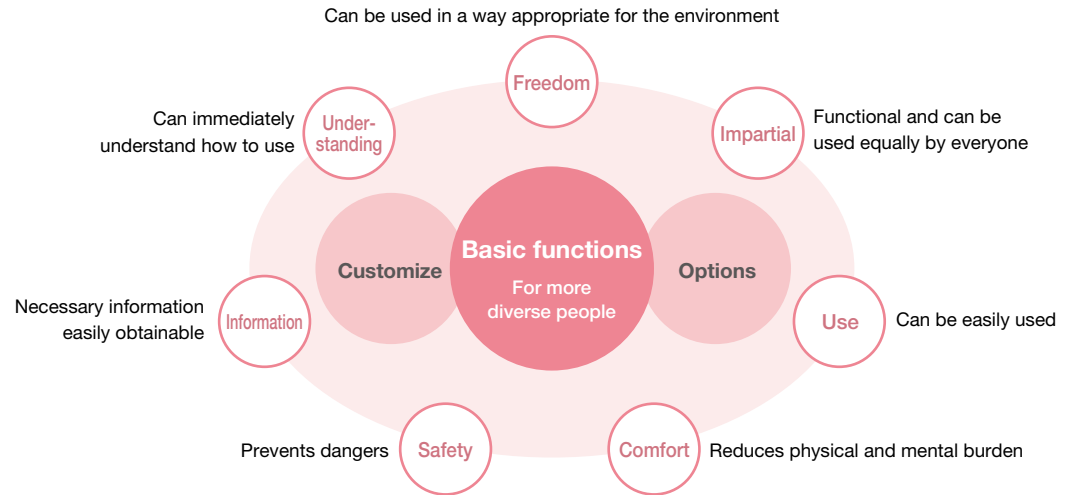 Can be used in a way appropriate for the environment
Freedom
Can immediately
understand how to use
Under-
standing
Impartial
Functional and can be
used equally by everyone
Customize
Basic functions
For more
diverse people
Options
Necessary information
easily obtainable
Information
Use
Can be easily used
Prevents dangers
Safety
Comfort
Reduces physical and mental burden